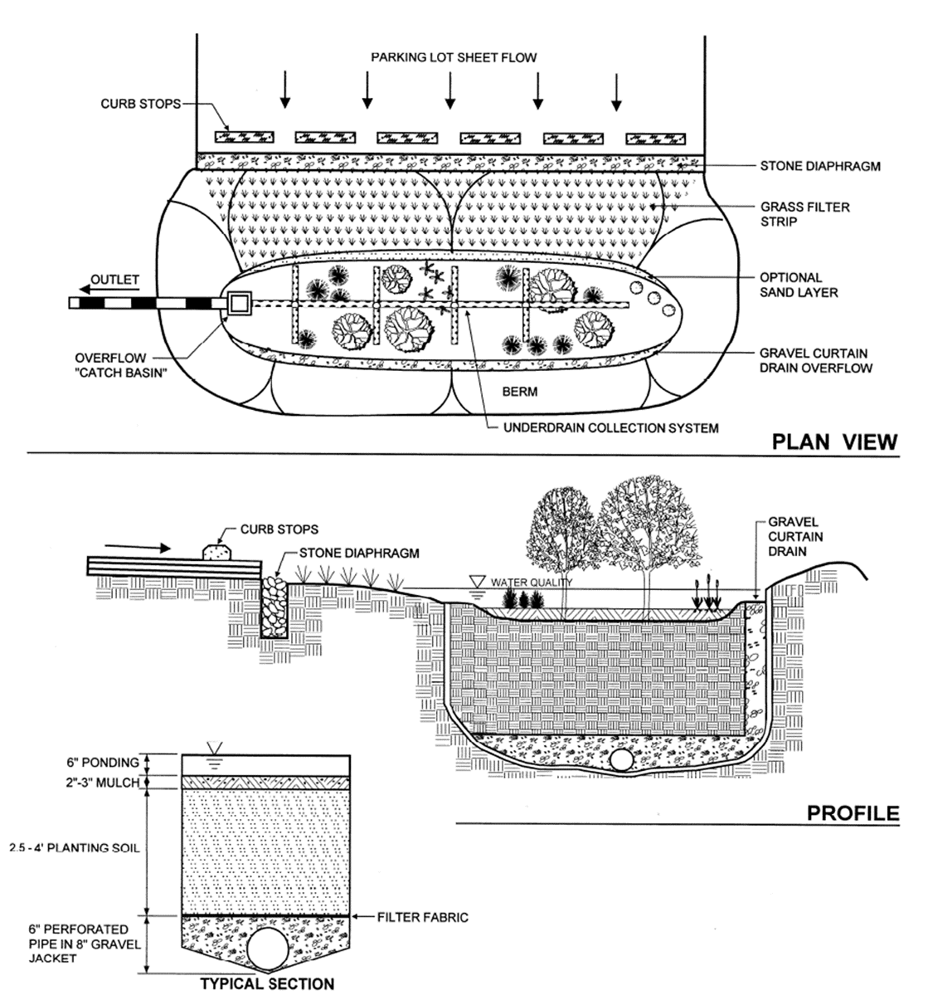 PARKING LOT SHEET FLOW
CURB STOPS
STONE DIAPHRAGM
GRASS FILTER
STRIP
OUTLET
OPTIONAL
SAND LAYER
OVERFLOW
"CATCH BASIN"
GRAVEL CURTAIN
DRAIN OVERFLOW
BERM
UNDERDRAIN COLLECTION SYSTEM
PLAN VIEW
CURB STOPS
STONE DIAPHRAGM
GRAVEL
CURTAIN
DRAIN
WATER QUALITY
PROFILE
6" PONDING
2"-3" MULCH
2.5 - 4' PLANTING SOIL
FILTER FABRIC
6" PERFORATED
PIPE IN 8" GRAVEL
JACKET
TYPICAL SECTION